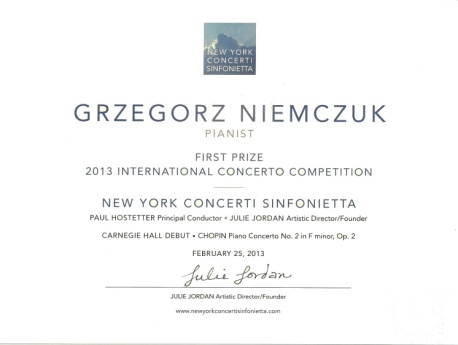 NEW YORK
CONCERTI
SINFONIETTA
GRZEGORZ NIEMCZUK
PIANIST
FIRST PRIZE
2013 INTERNATIONAL CONCERTO COMPETITION
NEW YORK CONCERTI SINFONIETTA
PAUL HOSTETTER Principal Conductor • JULIE JORDAN Artistic Director/Founder
CARNEGIE HALL DEBUT • CHOPIN Piano Concerto No. 2 in F minor, Op. 2
FEBRUARY 25, 2013
Julie Jordan
JULIE JORDAN Artistic Director/Founder
www.newyorkconcertisinfonietta.com